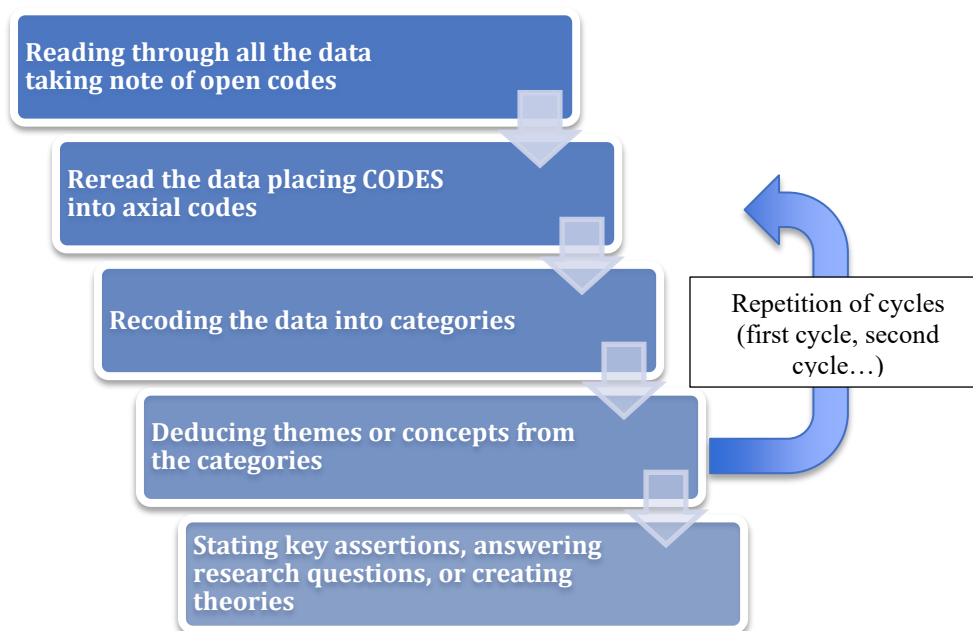 Reading through all the data
taking note of open codes
Reread the data placing CODES
into axial codes
Recoding the data into categories
Repetition of cycles
(first cycle, second
cycle…)
Deducing themes or concepts from
the categories
Stating key assertions, answering
research questions, or creating
theories